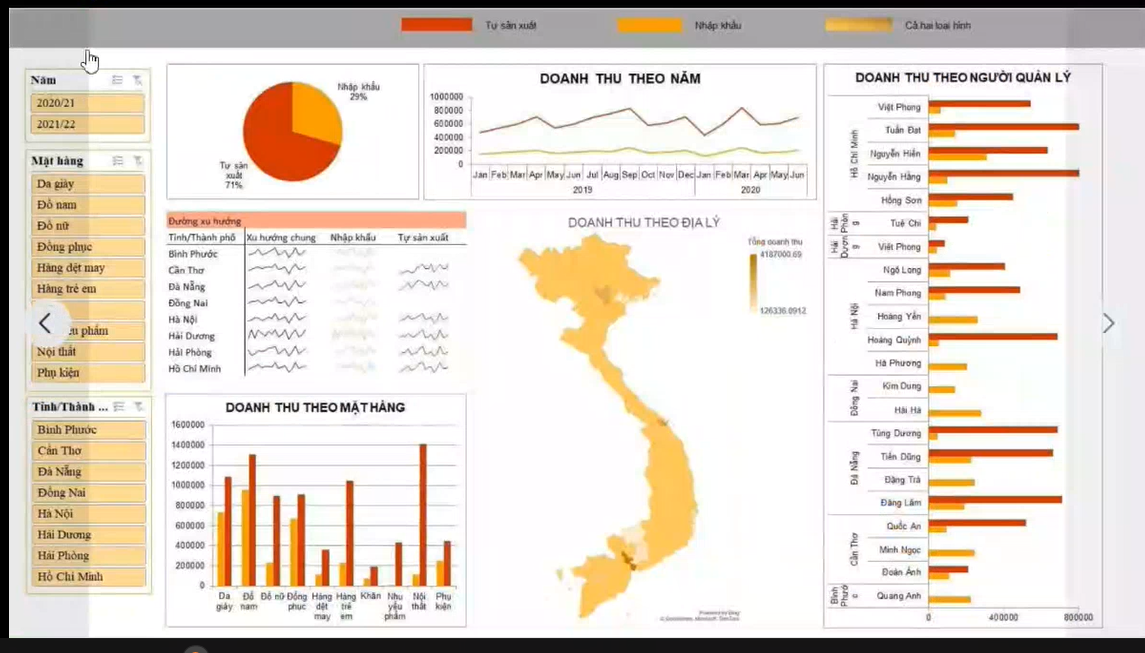 Tự sản xuất
Nhập khẩu
Cả hai loại hình
Năm
2020/21
2021/22
Mặt hàng
Da giày
Đồ nam
Đồ nữ
Đồng phục
Hàng dệt may
Hàng trẻ em
phẩm
Nội thất
Phụ kiện
Tỉnh/Thành ...
Bình Phước
Cần Thơ
Đà Nẵng
Đồng Nai
Hà Nội
Hải Dương
Hải Phòng
Hồ Chí Minh
Nhập khẩu
29%
Tự sản
xuất
71%
DOANH THU THEO NĂM
1000000
800000
600000
400000
200000
0
Jan Feb Mar Apr May Jun Jul Aug Sep Oct Nov Dec Jan Feb Mar Apr May Jun
2019 2020
Đường xu hướng
Tỉnh/Thành phố Xu hướng chung Nhập khẩu Tự sản xuất
Bình Phước
Cần Thơ
Đà Nẵng
Đồng Nai
Hà Nội
Hải Dương
Hải Phòng
Hồ Chí Minh
DOANH THU THEO MẶT HÀNG
1600000
1400000
1200000
1000000
800000
600000
400000
200000
0
Da giày
Đồ nam
Đồ nữ
Đồng phục
Hàng dệt may
Hàng trẻ em
Khăn
Nhu yếu phẩm
Nội thất
Phụ kiện
DOANH THU THEO ĐỊA LÝ
Tổng doanh thu
4187000.69
126336.0912
Powered by Bing
© GeoNames, Microsoft, TomTom
DOANH THU THEO NGƯỜI QUẢN LÝ
Hồ Chí Minh
Việt Phong
Tuấn Đạt
Nguyễn Hiền
Nguyễn Hằng
Hồng Sơn
Hải Phòng
Tuệ Chi
Hải Dương
Việt Phong
Hà Nội
Ngô Long
Nam Phong
Hoàng Yến
Hoàng Quỳnh
Hà Phương
Đồng Nai
Kim Dung
Hải Hà
Đà Nẵng
Tùng Dương
Tiến Dũng
Đặng Trà
Đặng Lâm
Cần Thơ
Quốc An
Minh Ngọc
Đoàn Ánh
Bình Phước
Quang Anh
0 400000 800000